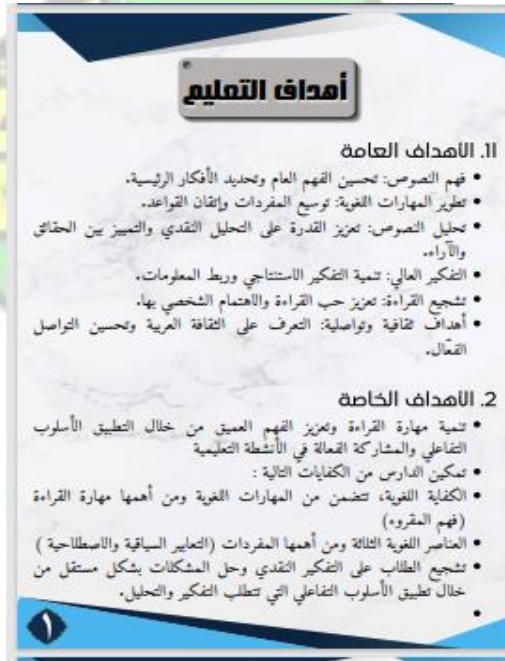 أهداف التعليم
1. الأهداف العامة
• فهم النصوص: تحسين الفهم العام وتحديد الأفكار الرئيسية.
• تطوير المهارات اللغوية: توسيع المفردات وإتقان القواعد.
• تحليل النصوص: تعزيز القدرة على التحليل النقدي والتمييز بين الحقائق
والآراء.
• التفكير العالي: تنمية التفكير الاستنتاجي وربط المعلومات.
• تشجيع القراءة: تعزيز حب القراءة والاهتمام الشخصي بها.
• أهداف ثقافية وتواصلية: التعرف على الثقافة العربية وتحسين التواصل
الفعّال.
2. الأهداف الخاصة
• تنمية مهارة القراءة وتعزيز الفهم العميق من خلال التطبيق الأسلوب
التفاعلي والمشاركة الفعالة في الأنشطة التعليمية
• تمكين الدارس من الكفايات التالية :
• الكفاية اللغوية، تتضمن من المهارات اللغوية ومن أهمها مهارة القراءة
(فهم المقروء)
• العناصر اللغوية الثلاثة ومن أهمها المفردات (التعابير السياقية والاصطلاحية )
• تشجيع الطلاب على التفكير النقدي وحل المشكلات بشكل مستقل من
خلال تطبيق الأسلوب التفاعلي التي تتطلب التفكير والتحليل.
•
١